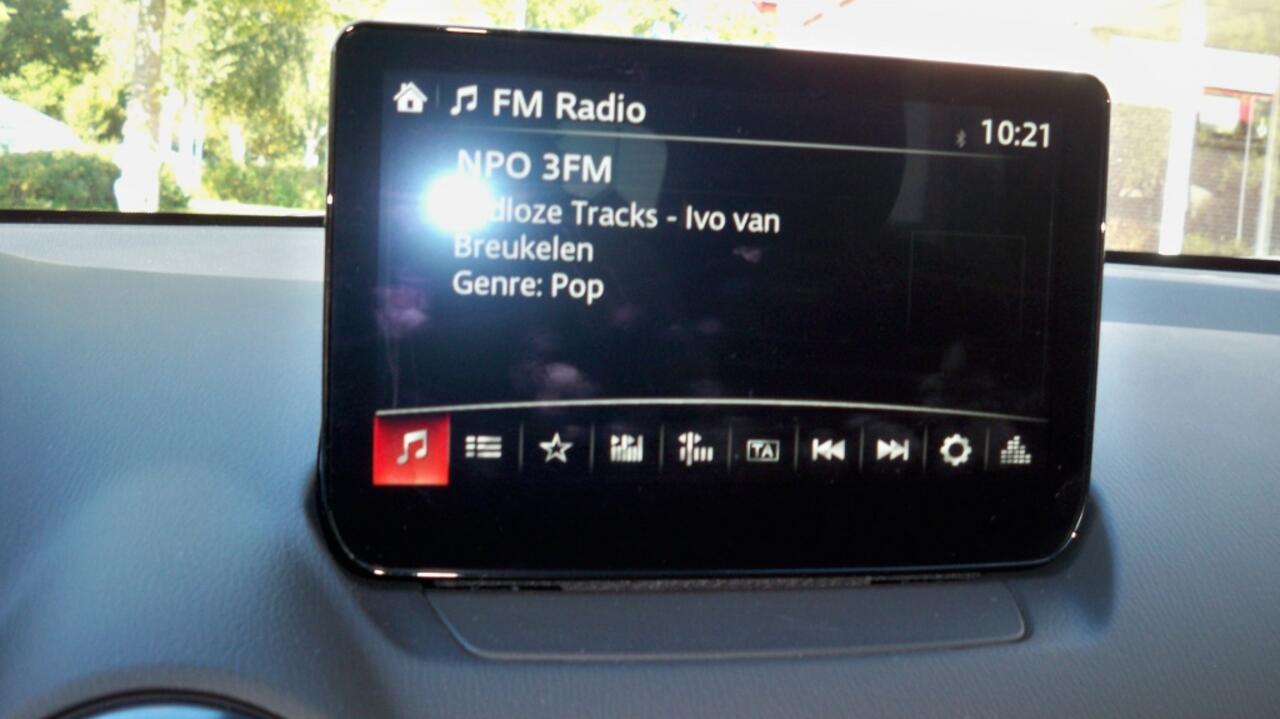 FM Radio
10:21
NPO 3FM
Tracks - Ivo van
Breukelen
Genre: Pop
TA